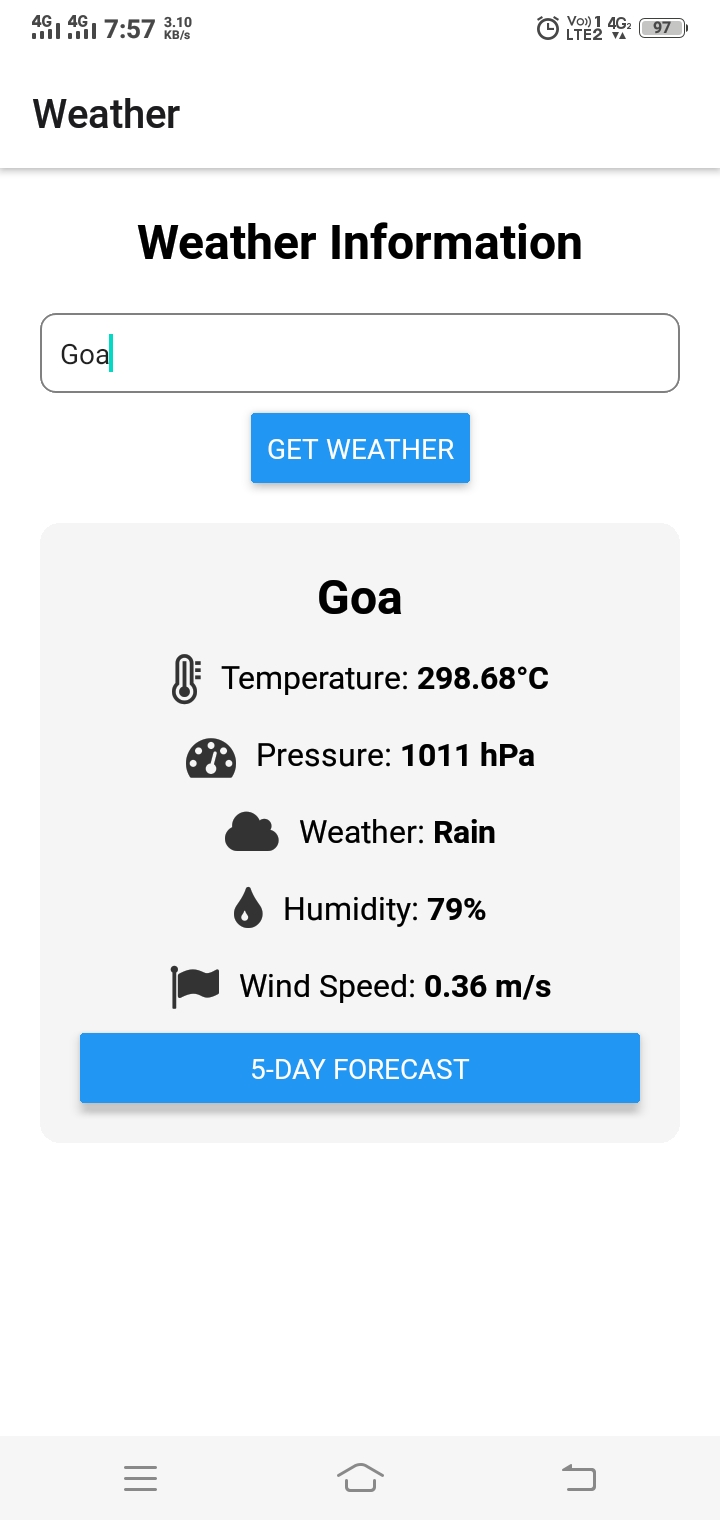 4G 4G 7:57 3.10 KB/s Vo)) 1 LTE2 4G2 97
Weather
Weather Information
Goa
GET WEATHER
Goa
Temperature: 298.68°C
Pressure: 1011 hPa
Weather: Rain
Humidity: 79%
Wind Speed: 0.36 m/s
5-DAY FORECAST